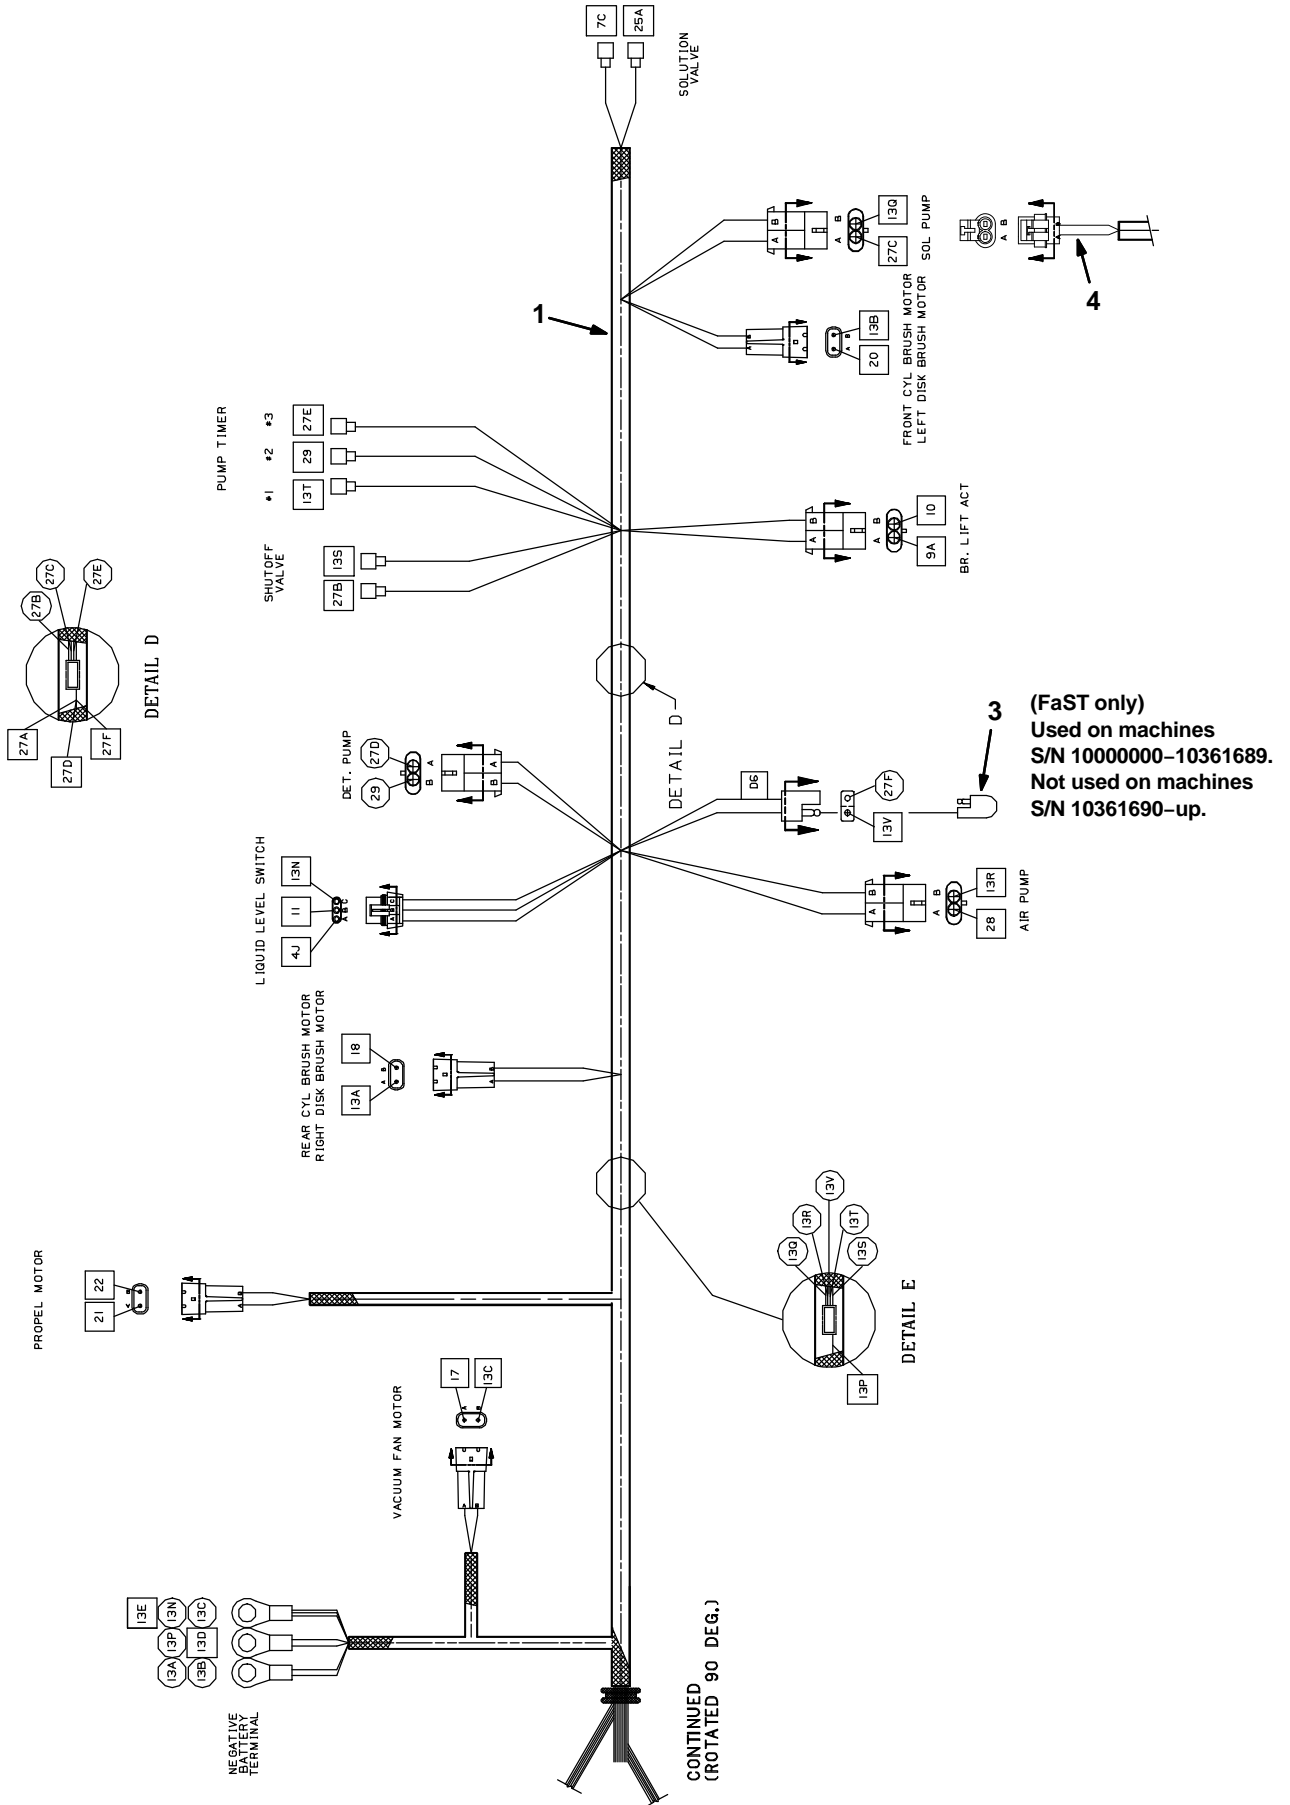 7C
25A
SOLUTION
VALVE
13Q
27C
B
A
B
A
SOL PUMP
B
A
A
4
1
13B
20
B
A
B
A
FRONT CYL BRUSH MOTOR
LEFT DISK BRUSH MOTOR
PUMP TIMER
#3
#2
#1
27E
29
13T
SHUTOFF
VALVE
13S
27B
B
A
B
A
10
9A
BR. LIFT ACT
27B
27C
27E
27A
27D
27F
DETAIL D
DETAIL D
DET. PUMP
27D
29
A
B
A
B
D6
27F
13V
3
(FaST only)
Used on machines
S/N 10000000–10361689.
Not used on machines
S/N 10361690–up.
LIQUID LEVEL SWITCH
13N
11
4J
A B C
A B C
B
A
B
A
13R
28
AIR PUMP
REAR CYL BRUSH MOTOR
RIGHT DISK BRUSH MOTOR
18
13A
B
A
B
A
PROPEL MOTOR
22
21
B
A
B
A
13Q
13R
13V
13T
13S
13P
DETAIL E
VACUUM FAN MOTOR
17
13C
A
B
A
B
13E
13N
13C
13P
13D
13A
13B
NEGATIVE
BATTERY
TERMINAL
CONTINUED
(ROTATED 90 DEG.)